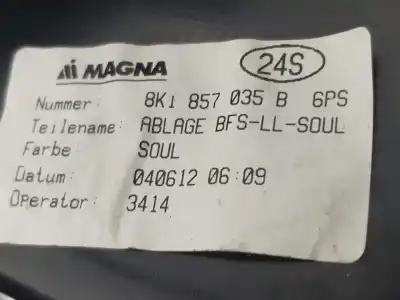 MAGNA
24S
Nummer: 8K1 857 035 B 6PS
Teilename: ABLAGE BFS-LL-SOUL
Farbe: SOUL
Datum: 040612 06:09
Operator: 3414